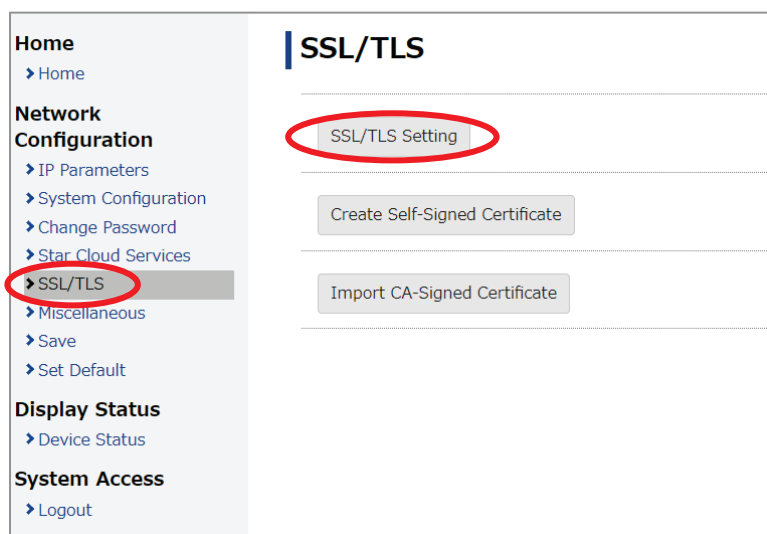 Home
Home
Network
Configuration
IP Parameters
System Configuration
Change Password
Star Cloud Services
SSL/TLS
Miscellaneous
Save
Set Default
Display Status
Device Status
System Access
Logout
SSL/TLS
SSL/TLS Setting
Create Self-Signed Certificate
Import CA-Signed Certificate